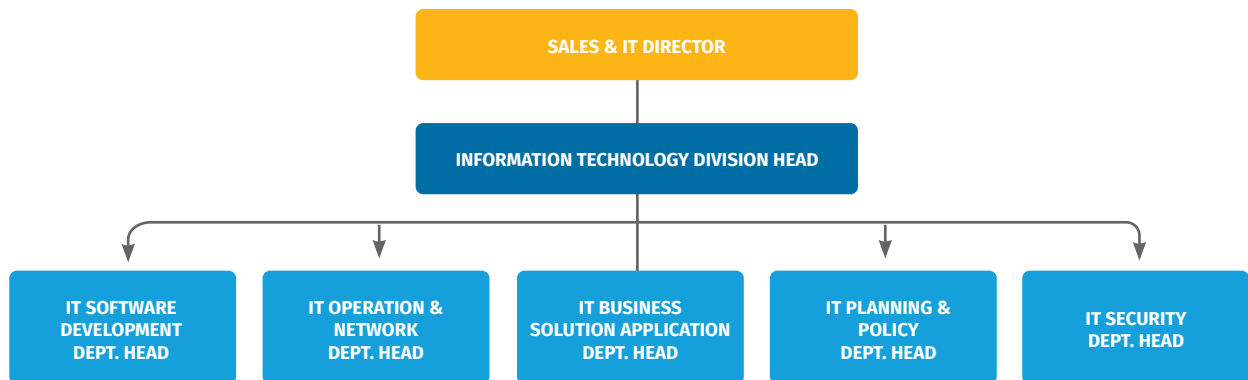 SALES & IT DIRECTOR
INFORMATION TECHNOLOGY DIVISION HEAD
IT SOFTWARE
DEVELOPMENT
DEPT. HEAD
IT OPERATION &
NETWORK
DEPT. HEAD
IT BUSINESS
SOLUTION APPLICATION
DEPT. HEAD
IT PLANNING &
POLICY
DEPT. HEAD
IT SECURITY
DEPT. HEAD